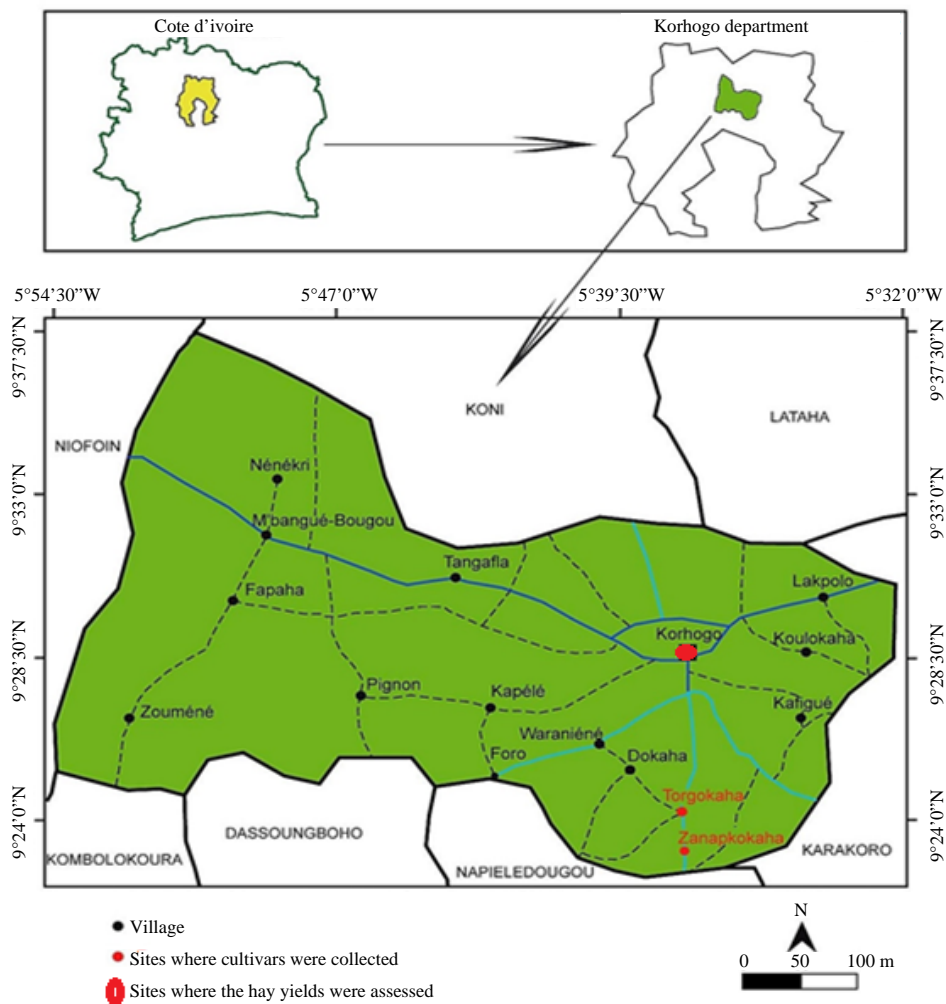 Cote d'ivoire
Korhogo department
5°54'30''W
5°47'0''W
5°39'30''W
5°32'0''W
9°37'30''N
9°37'30''N
KONI
LATAHA
NIOFOIN
Nénékri
9°33'0''N
9°33'0''N
M'bangué-Bougou
Tangafla
Lakpolo
Fapaha
Korhogo
Koulokaha
9°28'30''N
9°28'30''N
Pignon
Kapélé
Kafigué
Zouméné
Waraniéné
Foro
Dokaha
Torgokaha
9°24'0''N
9°24'0''N
DASSOUNGBOHO
Zanapkokaha
KARAKORO
KOMBOLOKOURA
NAPIELEDOUGOU
Village
N
Sites where cultivars were collected
0 50 100 m
Sites where the hay yields were assessed